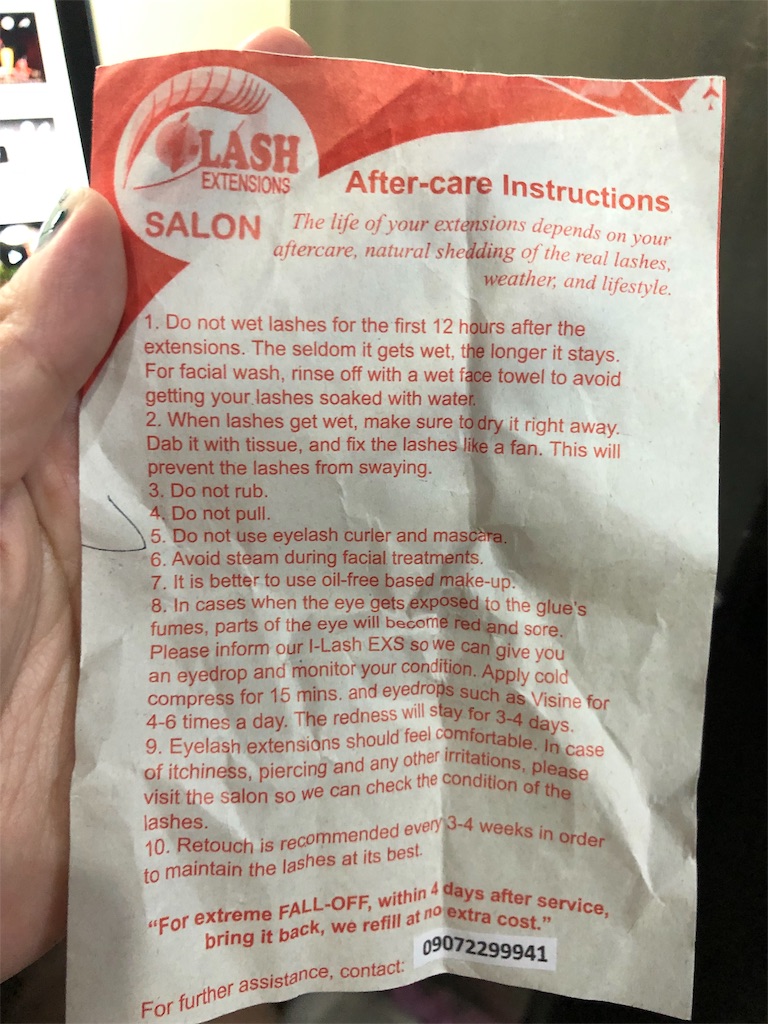 I-LASH
EXTENSIONS
SALON
After-care Instructions
The life of your extensions depends on your
aftercare, natural shedding of the real lashes,
weather, and lifestyle.
1. Do not wet lashes for the first 12 hours after the
extensions. The seldom it gets wet, the longer it stays.
For facial wash, rinse off with a wet face towel to avoid
getting your lashes soaked with water.
2. When lashes get wet, make sure to dry it right away.
Dab it with tissue, and fix the lashes like a fan. This will
prevent the lashes from swaying.
3. Do not rub.
4. Do not pull.
5. Do not use eyelash curler and mascara.
6. Avoid steam during facial treatments.
7. It is better to use oil-free based make-up.
8. In cases when the eye gets exposed to the glue's
fumes, parts of the eye will become red and sore.
Please inform our I-Lash EXS so we can give you
an eyedrop and monitor your condition. Apply cold
compress for 15 mins. and eyedrops such as Visine for
4-6 times a day. The redness will stay for 3-4 days.
9. Eyelash extensions should feel comfortable. In case
of itchiness, piercing and any other irritations, please
visit the salon so we can check the condition of the
lashes.
10. Retouch is recommended every 3-4 weeks in order
to maintain the lashes at its best.
“For extreme FALL-OFF, within 4 days after service,
bring it back, we refill at no extra cost.”
For further assistance, contact: 09072299941